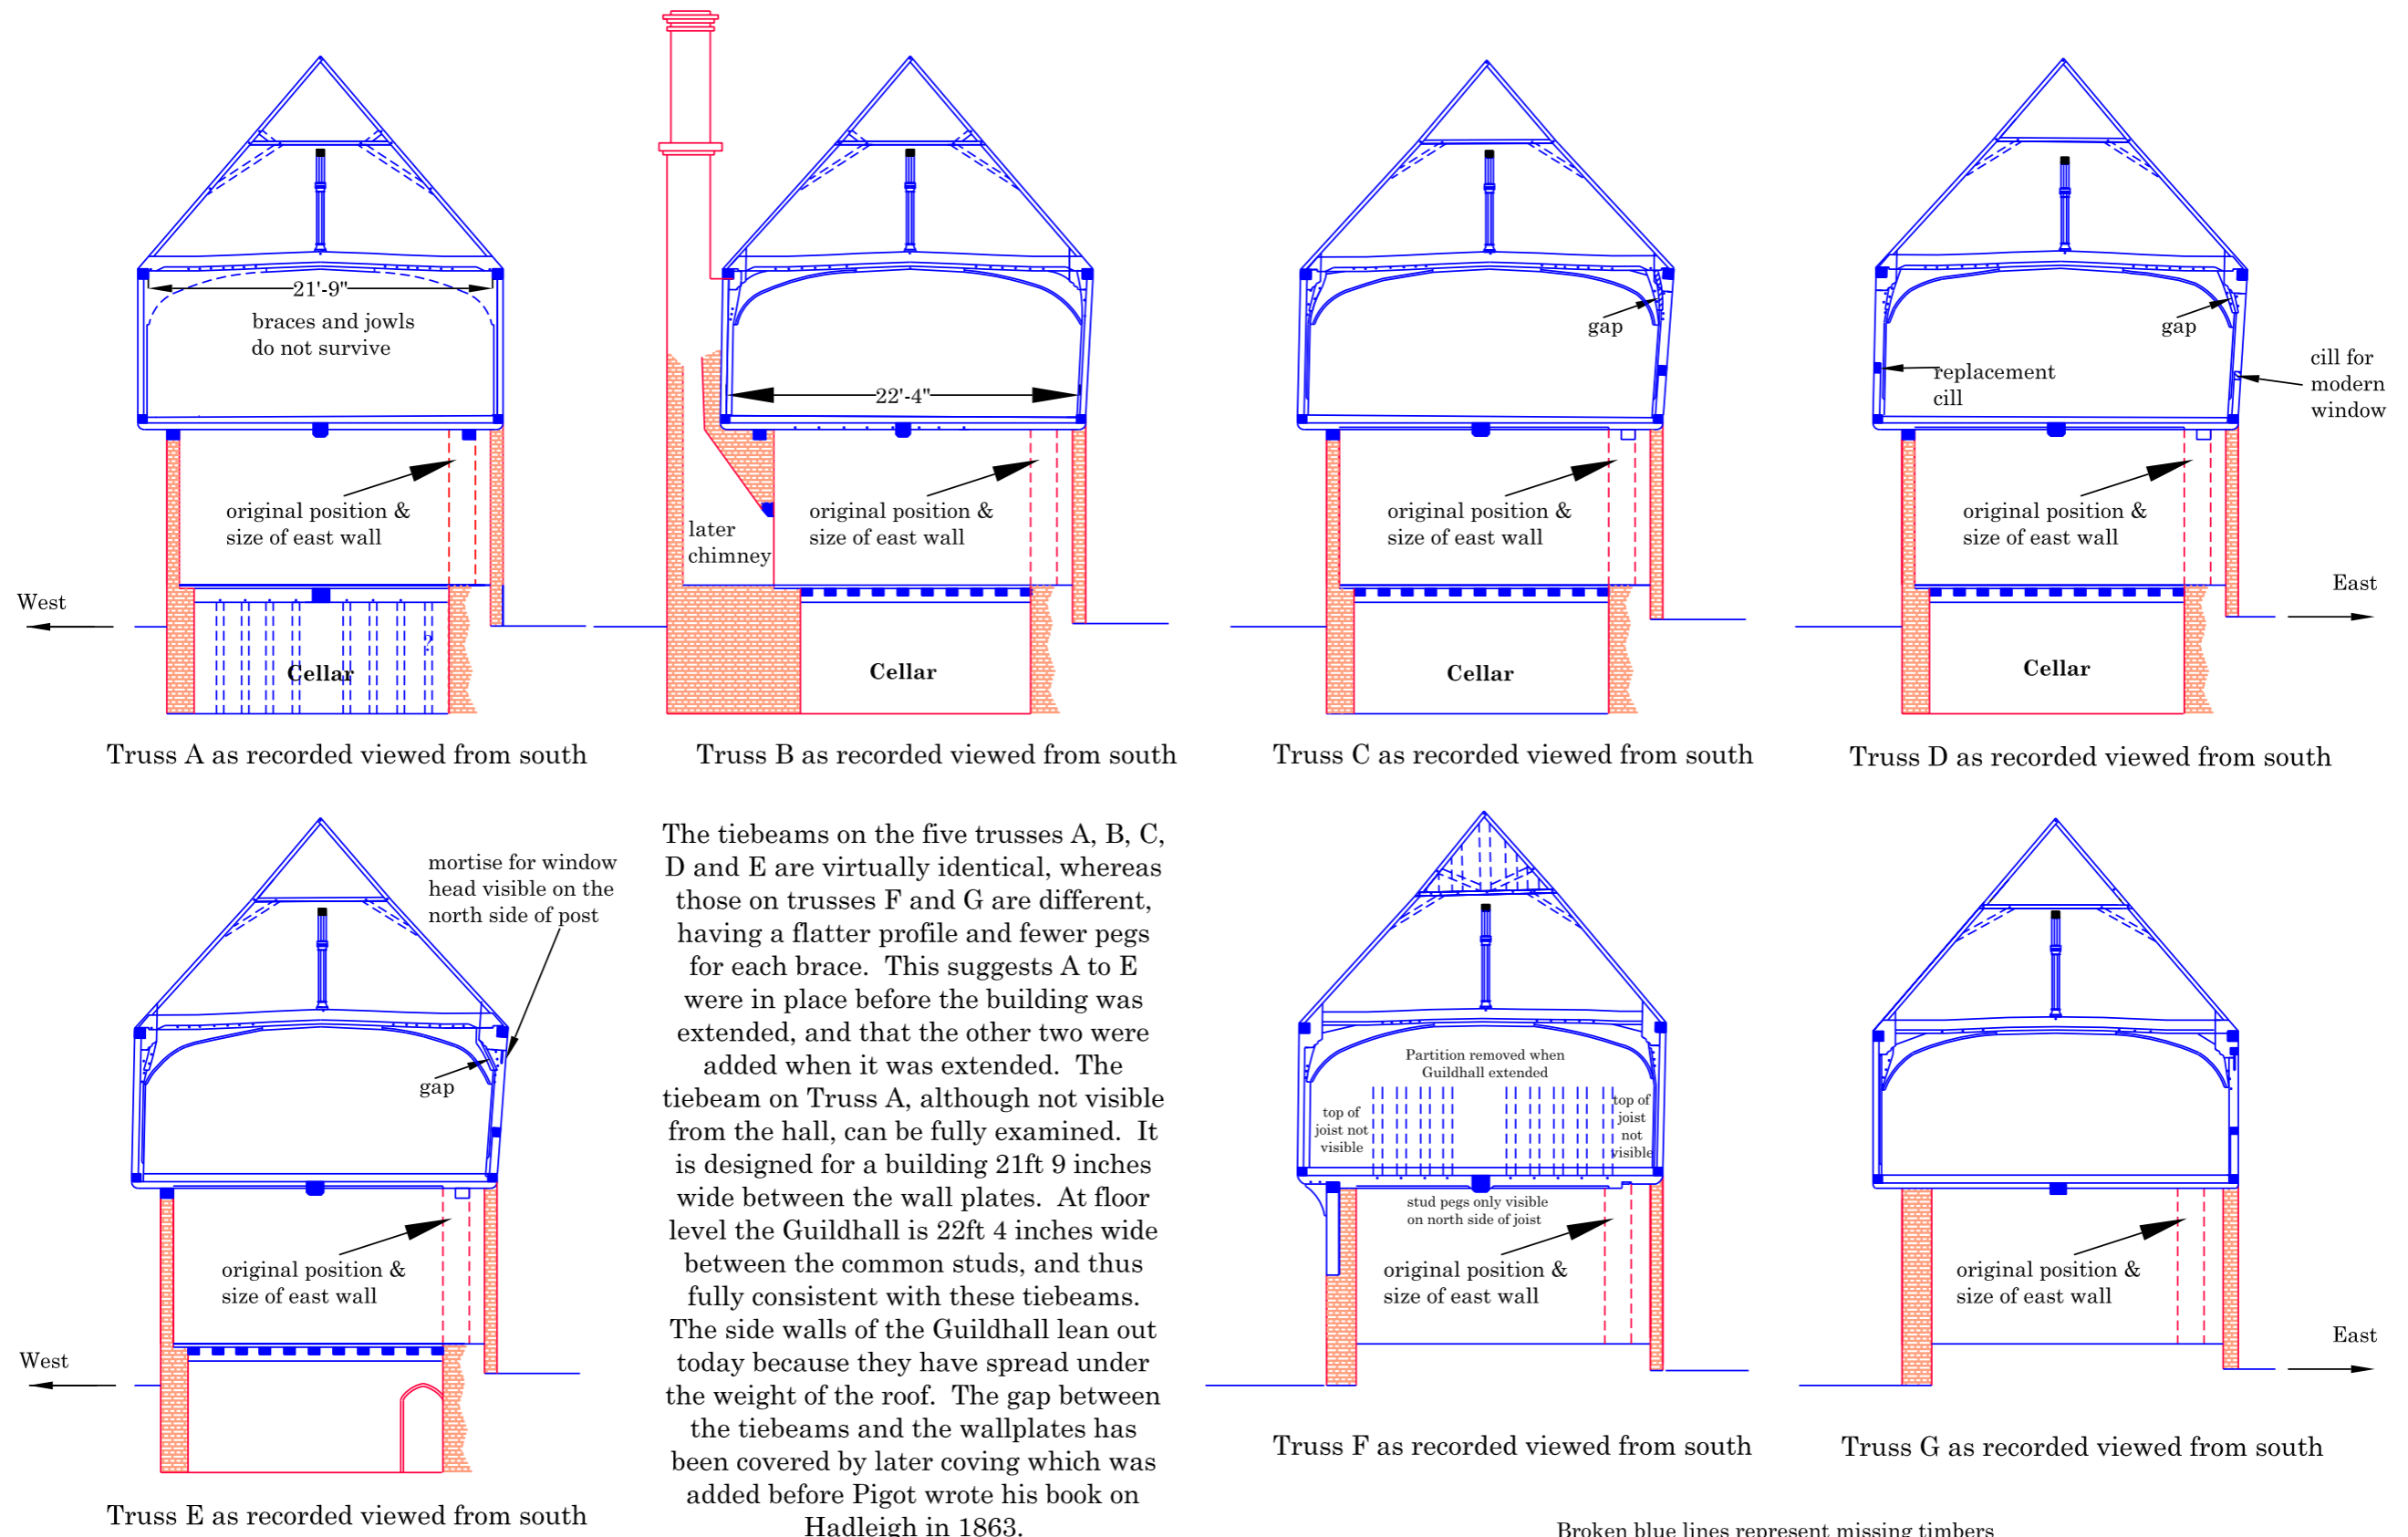 21'-9"
braces and jowls
do not survive
original position &
size of east wall
West
?
Cellar
Truss A as recorded viewed from south
22'-4"
later
chimney
original position &
size of east wall
Cellar
Truss B as recorded viewed from south
gap
original position &
size of east wall
Cellar
Truss C as recorded viewed from south
gap
replacement
cill
cill for
modern
window
original position &
size of east wall
East
Cellar
Truss D as recorded viewed from south
mortise for window
head visible on the
north side of post
gap
original position &
size of east wall
West
Truss E as recorded viewed from south
The tiebeams on the five trusses A, B, C,
D and E are virtually identical, whereas
those on trusses F and G are different,
having a flatter profile and fewer pegs
for each brace.  This suggests A to E
were in place before the building was
extended, and that the other two were
added when it was extended.  The
tiebeam on Truss A, although not visible
from the hall, can be fully examined.  It
is designed for a building 21ft 9 inches
wide between the wall plates.  At floor
level the Guildhall is 22ft 4 inches wide
between the common studs, and thus
fully consistent with these tiebeams.
The side walls of the Guildhall lean out
today because they have spread under
the weight of the roof.  The gap between
the tiebeams and the wallplates has
been covered by later coving which was
added before Pigot wrote his book on
Hadleigh in 1863.
Partition removed when
Guildhall extended
top of
joist not
visible
top of
joist
not
visible
stud pegs only visible
on north side of joist
original position &
size of east wall
Truss F as recorded viewed from south
original position &
size of east wall
East
Truss G as recorded viewed from south
Broken blue lines represent missing timbers